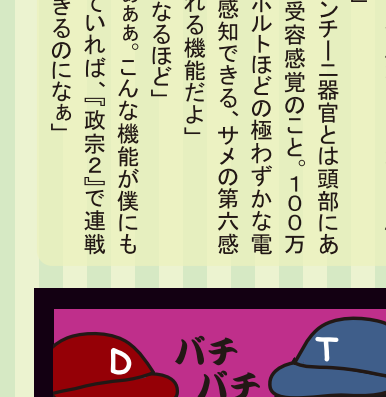 ンチーニ器官とは頭部にあ
受容感覚のこと。１００万
ボルトほどの極わずかな電
感知できる、サメの第六感
れる機能だよ」
なるほど」
ぁぁ。こんな機能が僕にも
ていれば、『政宗２』で連戦
きるのになぁ」
バチ
バチ
D
T